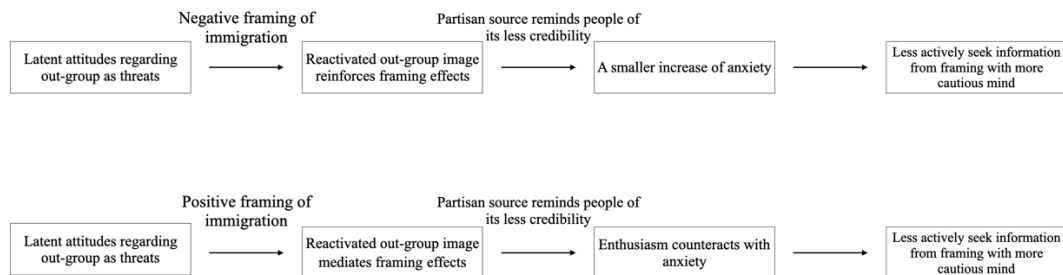 Negative framing of
immigration
Partisan source reminds people of
its less credibility
Latent attitudes regarding
out-group as threats
Reactivated out-group image
reinforces framing effects
A smaller increase of anxiety
Less actively seek information
from framing with more
cautious mind
Positive framing of
immigration
Partisan source reminds people of
its less credibility
Latent attitudes regarding
out-group as threats
Reactivated out-group image
mediates framing effects
Enthusiasm counteracts with
anxiety
Less actively seek information
from framing with more
cautious mind